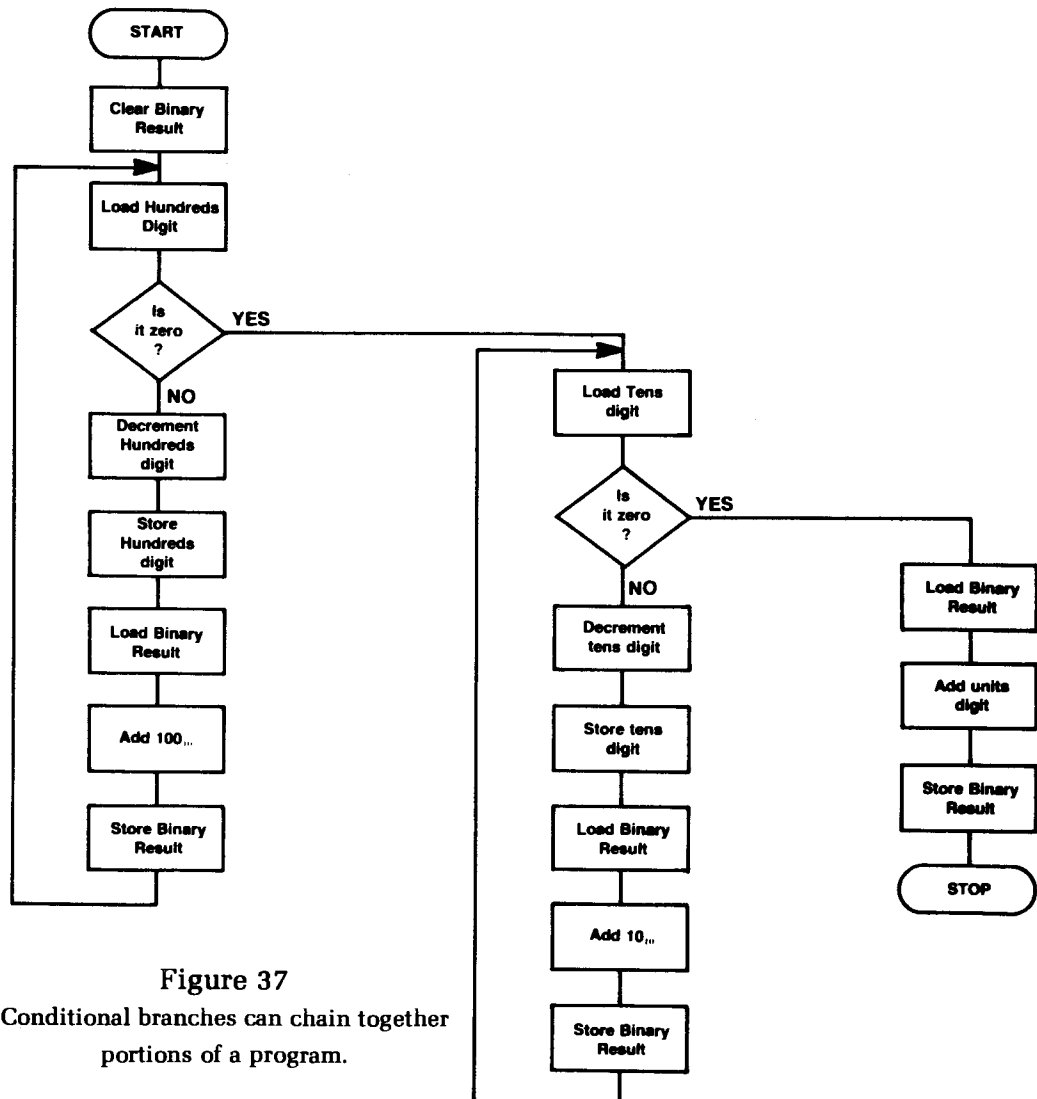 START
Clear Binary
Result
Load Hundreds
Digit
Is
it zero
?
YES
NO
Decrement
Hundreds
digit
Store
Hundreds
digit
Load Binary
Result
Add 100
Store Binary
Result
Load Tens
digit
Is
it zero
?
YES
NO
Decrement
tens digit
Store tens
digit
Load Binary
Result
Add 10
Store Binary
Result
Load Binary
Result
Add units
digit
Store Binary
Result
STOP
Figure 37
Conditional branches can chain together
portions of a program.